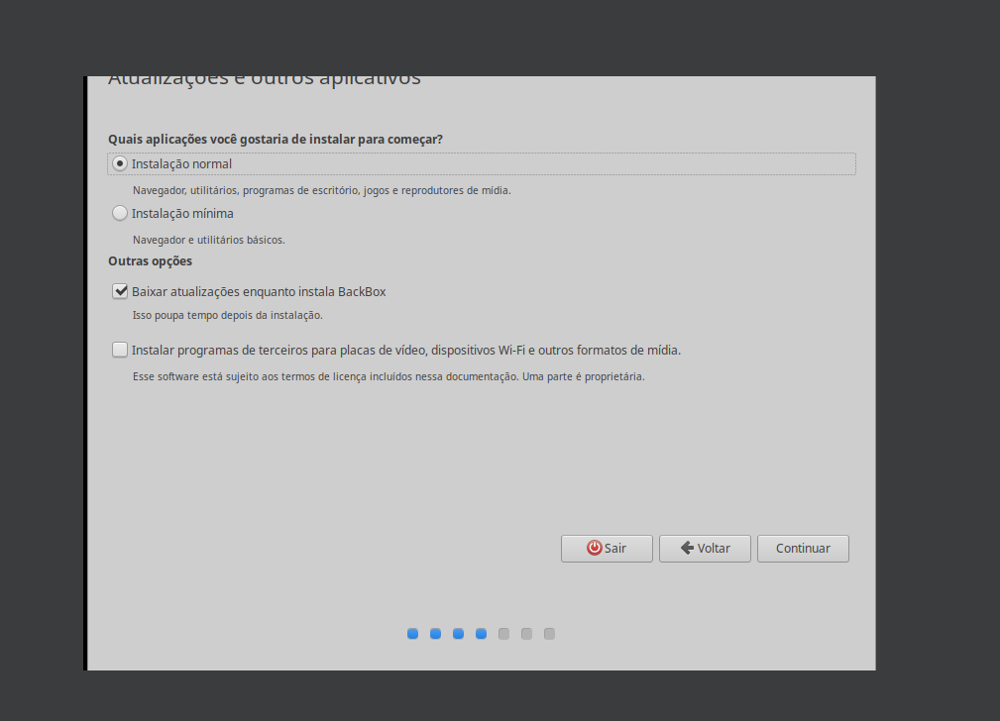 Atualizações e outros aplicativos
Quais aplicações você gostaria de instalar para começar?
Instalação normal
Navegador, utilitários, programas de escritório, jogos e reprodutores de mídia.
Instalação mínima
Navegador e utilitários básicos.
Outras opções
Baixar atualizações enquanto instala BackBox
Isso poupa tempo depois da instalação.
Instalar programas de terceiros para placas de vídeo, dispositivos Wi-Fi e outros formatos de mídia.
Esse software está sujeito aos termos de licença incluídos nessa documentação. Uma parte é proprietária.
Sair Voltar Continuar